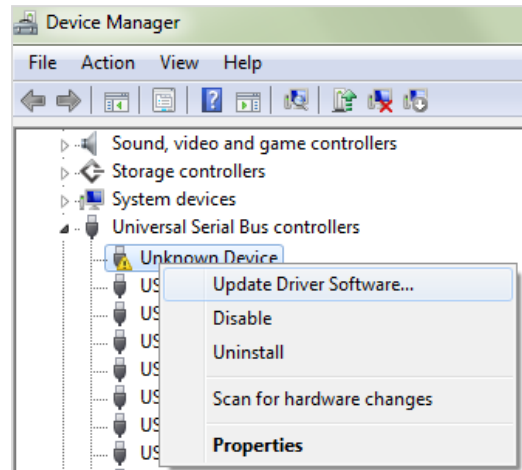 Device Manager
File Action View Help
Sound, video and game controllers
Storage controllers
System devices
Universal Serial Bus controllers
Unknown Device
Update Driver Software...
Disable
Uninstall
Scan for hardware changes
Properties